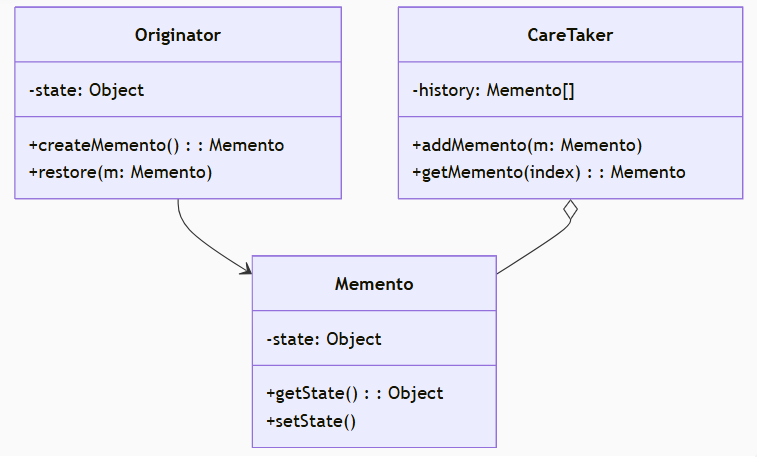 Originator
-state: Object
+createMemento() : : Memento
+restore(m: Memento)
CareTaker
-history: Memento[]
+addMemento(m: Memento)
+getMemento(index) : : Memento
Memento
-state: Object
+getState() : : Object
+setState()